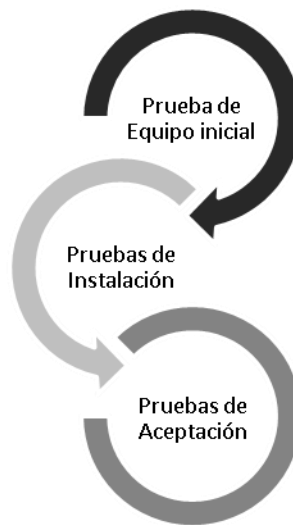 Prueba de
Equipo inicial
Pruebas de
Instalación
Pruebas de
Aceptación